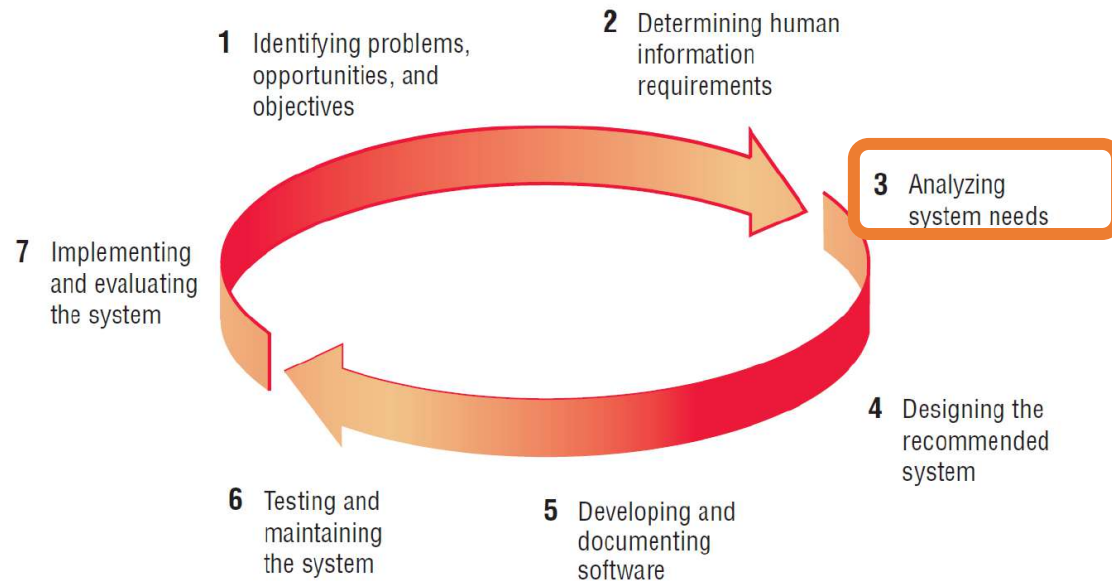 1 Identifying problems,
opportunities, and
objectives
2 Determining human
information
requirements
3 Analyzing
system needs
4 Designing the
recommended
system
5 Developing and
documenting
software
6 Testing and
maintaining
the system
7 Implementing
and evaluating
the system